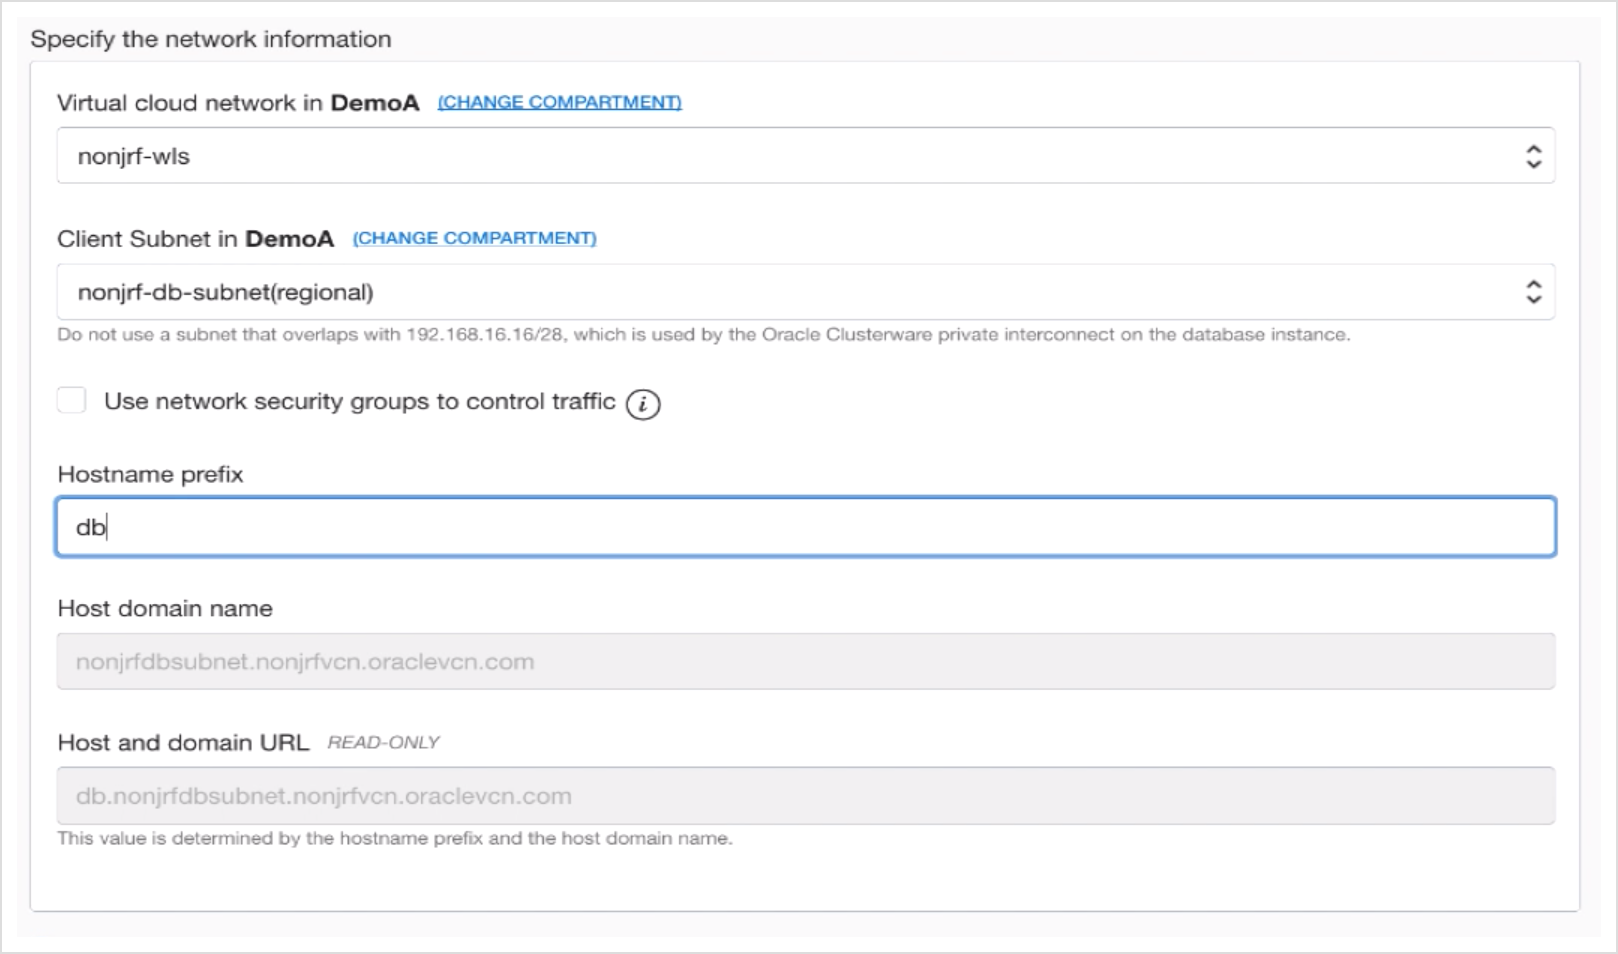 Specify the network information
Virtual cloud network in DemoA (CHANGE COMPARTMENT)
nonjrf-wls
Client Subnet in DemoA (CHANGE COMPARTMENT)
nonjrf-db-subnet(regional)
Do not use a subnet that overlaps with 192.168.16.16/28, which is used by the Oracle Clusterware private interconnect on the database instance.
Use network security groups to control traffic i
Hostname prefix
db
Host domain name
nonjrfdbsubnet.nonjrfvcn.oraclevcn.com
Host and domain URL READ-ONLY
db.nonjrfdbsubnet.nonjrfvcn.oraclevcn.com
This value is determined by the hostname prefix and the host domain name.